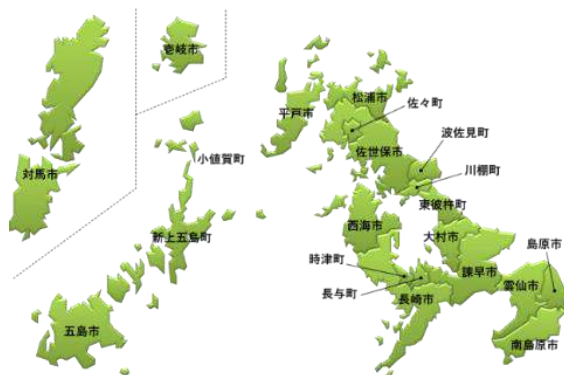 壱岐市
対馬市
小値賀町
新上五島町
五島市
平戸市
松浦市
佐々町
佐世保市
波佐見町
川棚町
東彼杵町
西海市
大村市
島原市
時津町
諫早市
雲仙市
長与町
長崎市
南島原市